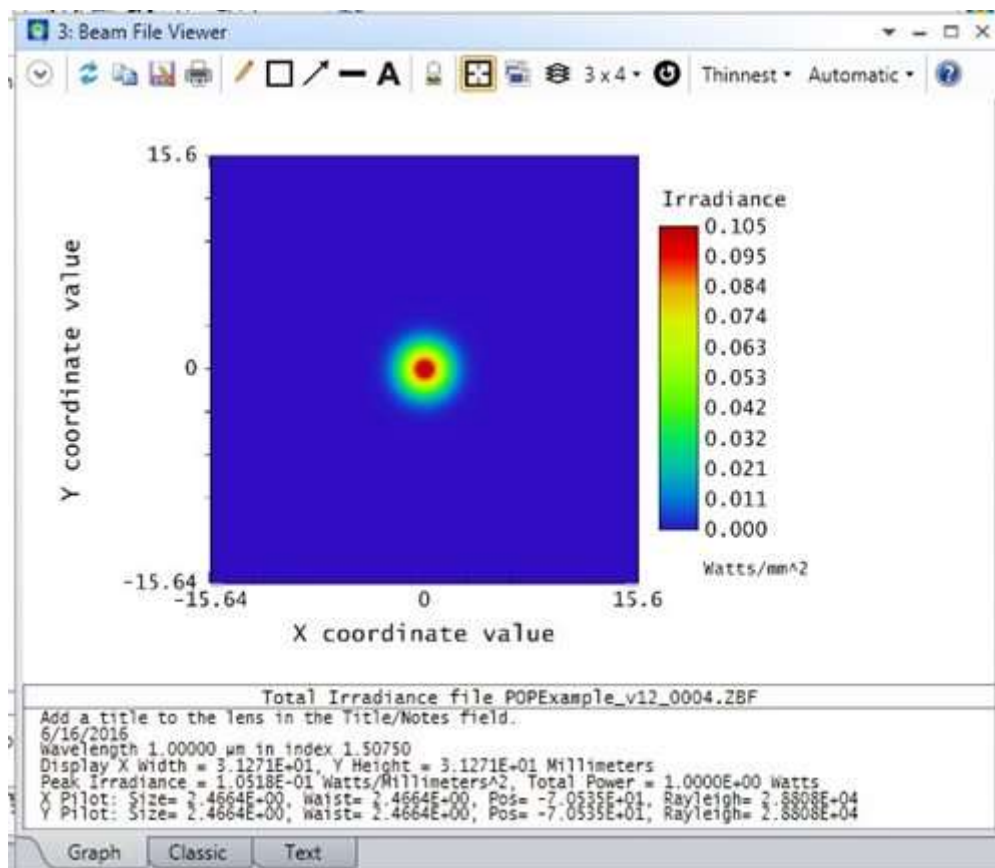 3: Beam File Viewer
A 3 x 4 Thinnest Automatic
15.6
Irradiance
0.105
0.095
0.084
0.074
0.063
0.053
0.042
0.032
0.021
0.011
0.000
Watts/mm^2
Y coordinate value
0
-15.64
-15.64 0 15.6
X coordinate value
Total Irradiance file POPExample_v12_0004.ZBF
Add a title to the lens in the Title/Notes field.
6/16/2016
Wavelength 1.00000 µm in index 1.50750
Display X Width = 3.1271E+01, Y Height = 3.1271E+01 Millimeters
Peak Irradiance = 1.0518E-01 Watts/Millimeters^2, Total Power = 1.0000E+00 Watts
X Pilot: Size= 2.4664E+00, Waist= 2.4664E+00, Pos= -7.0535E+01, Rayleigh= 2.8808E+04
Y Pilot: Size= 2.4664E+00, Waist= 2.4664E+00, Pos= -7.0535E+01, Rayleigh= 2.8808E+04
Graph Classic Text